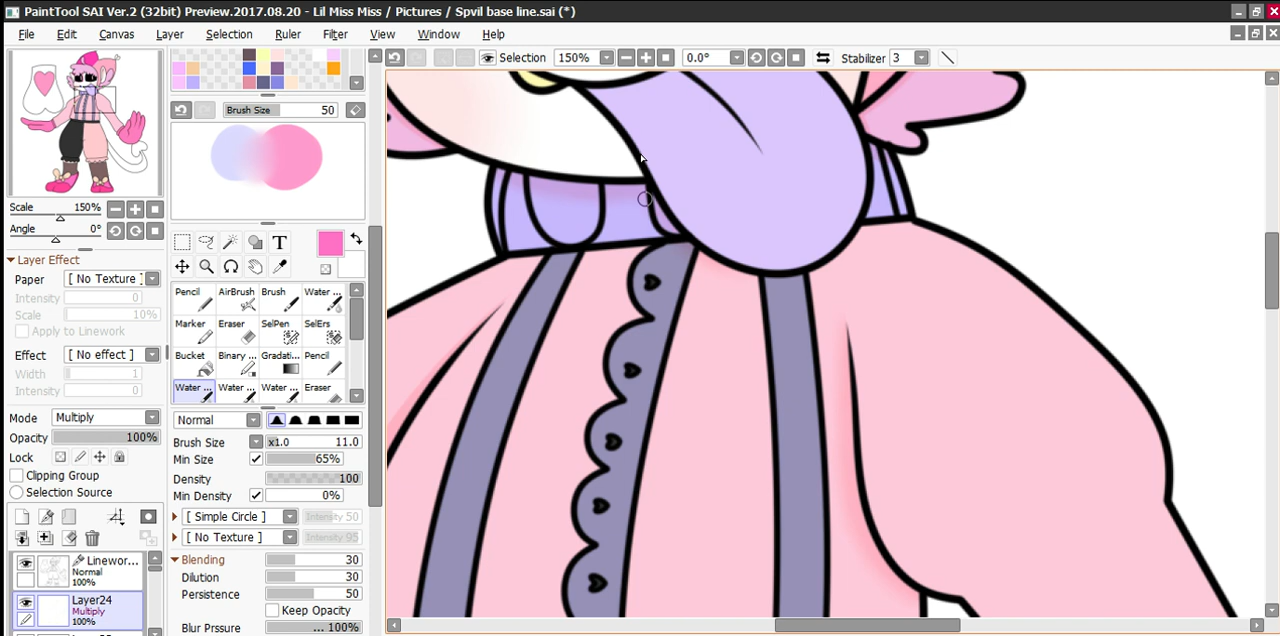 PaintTool SAI Ver.2 (32bit) Preview.2017.08.20 - Lil Miss Miss / Pictures / Spvil base line.sai (*)
File Edit Canvas Layer Selection Ruler Filter View Window Help
Selection 150% 0.0° Stabilizer 3
Brush Size 50
Scale 150%
Angle 0°
Layer Effect
Paper [ No Texture ]
Intensity 0
Scale 10%
Apply to Linework
Effect [ No effect ]
Width 1
Intensity 0
Mode Multiply
Opacity 100%
Lock
Clipping Group
Selection Source
Linewor...
Normal
100%
Layer24
Multiply
100%
T
Pencil AirBrush Brush Water ...
Marker Eraser SelPen SelErs
Bucket Binary ... Gradati... Pencil
Water ... Water ... Water ... Eraser
Normal
Brush Size x1.0 11.0
Min Size 65%
Density 100
Min Density 0%
[ Simple Circle ] Intensity 50
[ No Texture ] Intensity 95
Blending 30
Dilution 30
Persistence 50
Keep Opacity
Blur Prssure ... 100%